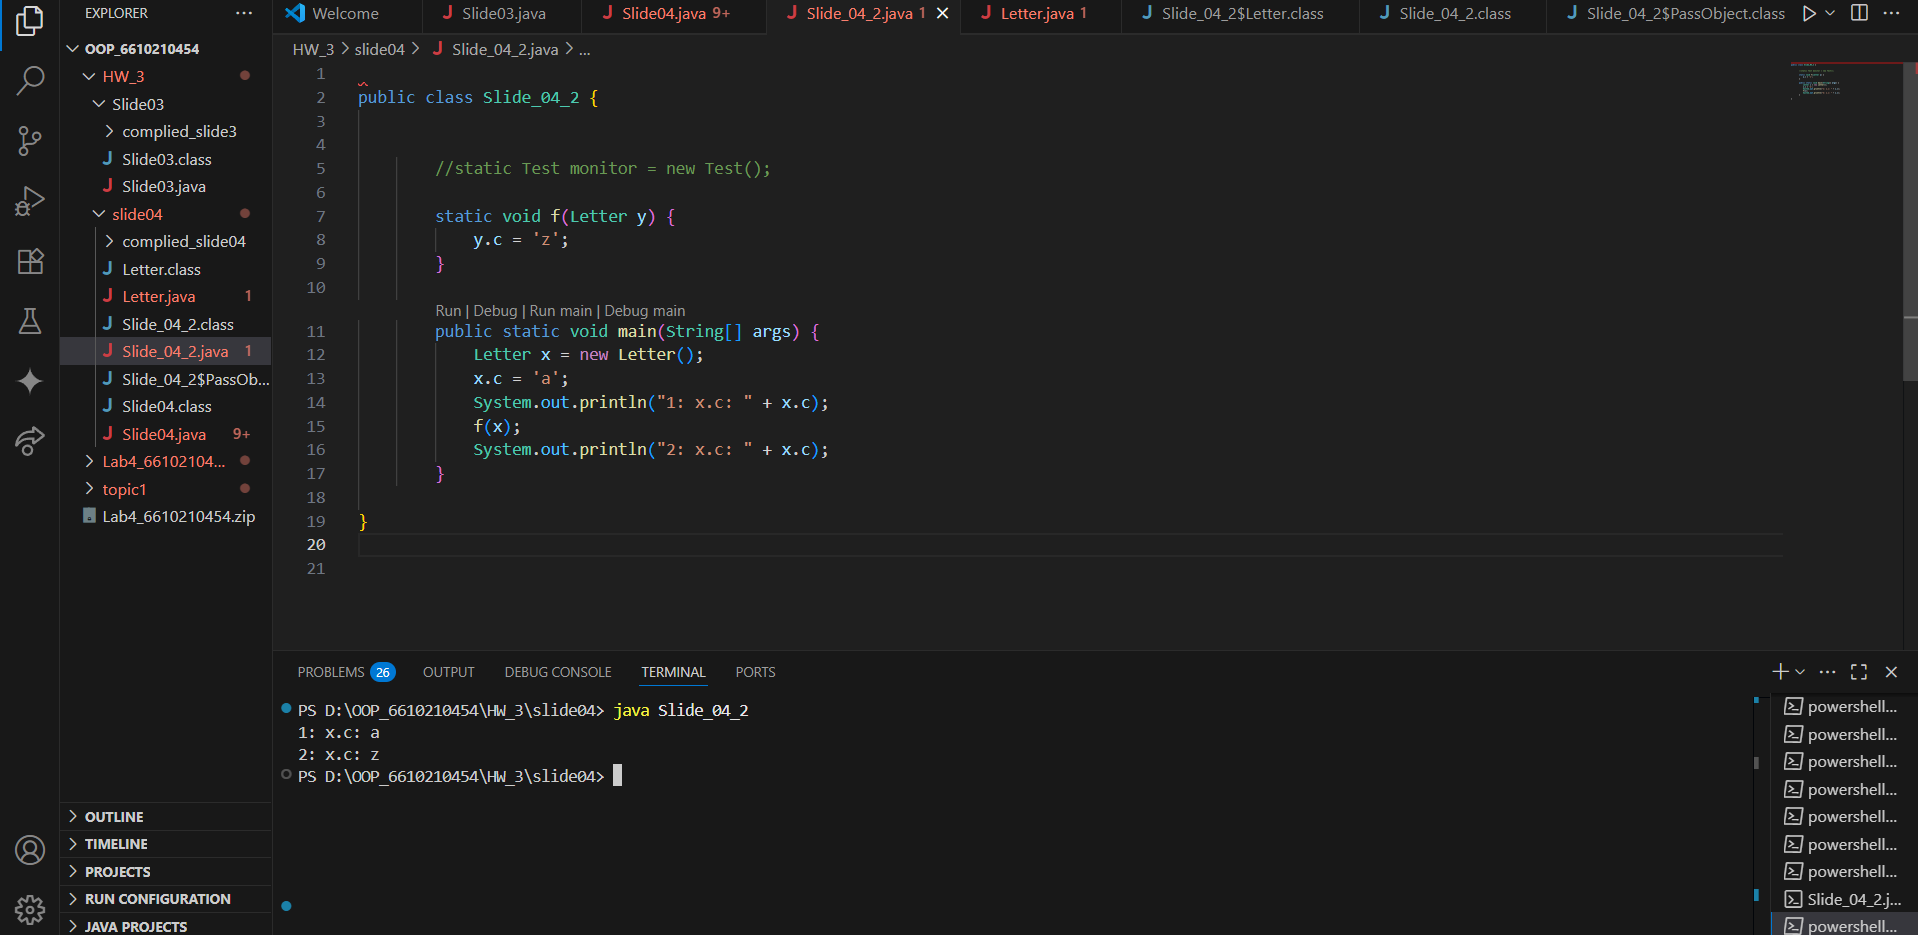 EXPLORER
OOP_6610210454
HW_3
Slide03
complied_slide3
Slide03.class
Slide03.java
slide04
complied_slide04
Letter.class
Letter.java 1
Slide_04_2.class
Slide_04_2.java 1
Slide_04_2$PassOb...
Slide04.class
Slide04.java 9+
Lab4_66102104...
topic1
Lab4_6610210454.zip
OUTLINE
TIMELINE
PROJECTS
RUN CONFIGURATION
JAVA PROJECTS
Welcome
Slide03.java
Slide04.java 9+
Slide_04_2.java 1
Letter.java 1
Slide_04_2$Letter.class
Slide_04_2.class
Slide_04_2$PassObject.class
HW_3 > slide04 > Slide_04_2.java > ...
1
2 public class Slide_04_2 {
3
4
5 //static Test monitor = new Test();
6
7 static void f(Letter y) {
8 y.c = 'z';
9 }
10
Run | Debug | Run main | Debug main
11 public static void main(String[] args) {
12 Letter x = new Letter();
13 x.c = 'a';
14 System.out.println("1: x.c: " + x.c);
15 f(x);
16 System.out.println("2: x.c: " + x.c);
17 }
18
19 }
20
21
PROBLEMS 26 OUTPUT DEBUG CONSOLE TERMINAL PORTS
PS D:\OOP_6610210454\HW_3\slide04> java Slide_04_2
1: x.c: a
2: x.c: z
PS D:\OOP_6610210454\HW_3\slide04>
powershell...
powershell...
powershell...
powershell...
powershell...
powershell...
powershell...
Slide_04_2.j...
powershell...